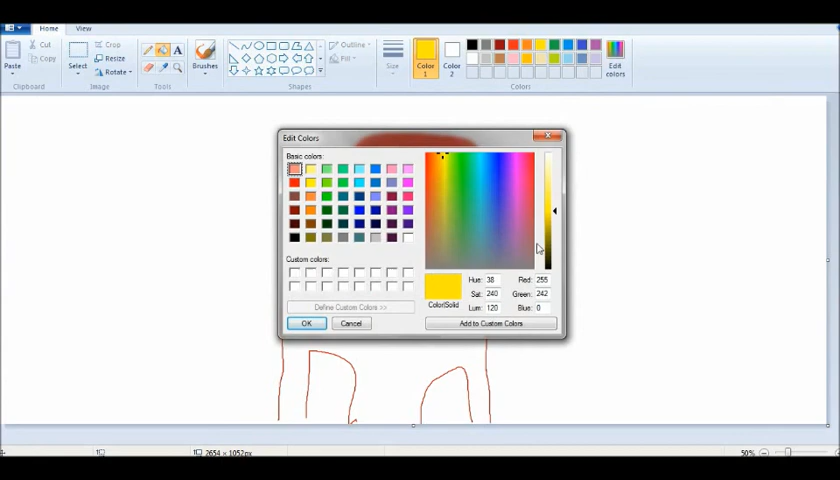 Home View
Cut
Copy
Paste
Clipboard
Select
Crop
Resize
Rotate
Image
A
Tools
Brushes
Shapes
Outline
Fill
Size
Color 1
Color 2
Edit colors
Colors
Edit Colors
Basic colors:
Custom colors:
Define Custom Colors >>
OK Cancel
Color|Solid
Hue: 38 Red: 255
Sat: 240 Green: 242
Lum: 120 Blue: 0
Add to Custom Colors
2654 × 1052px
50%